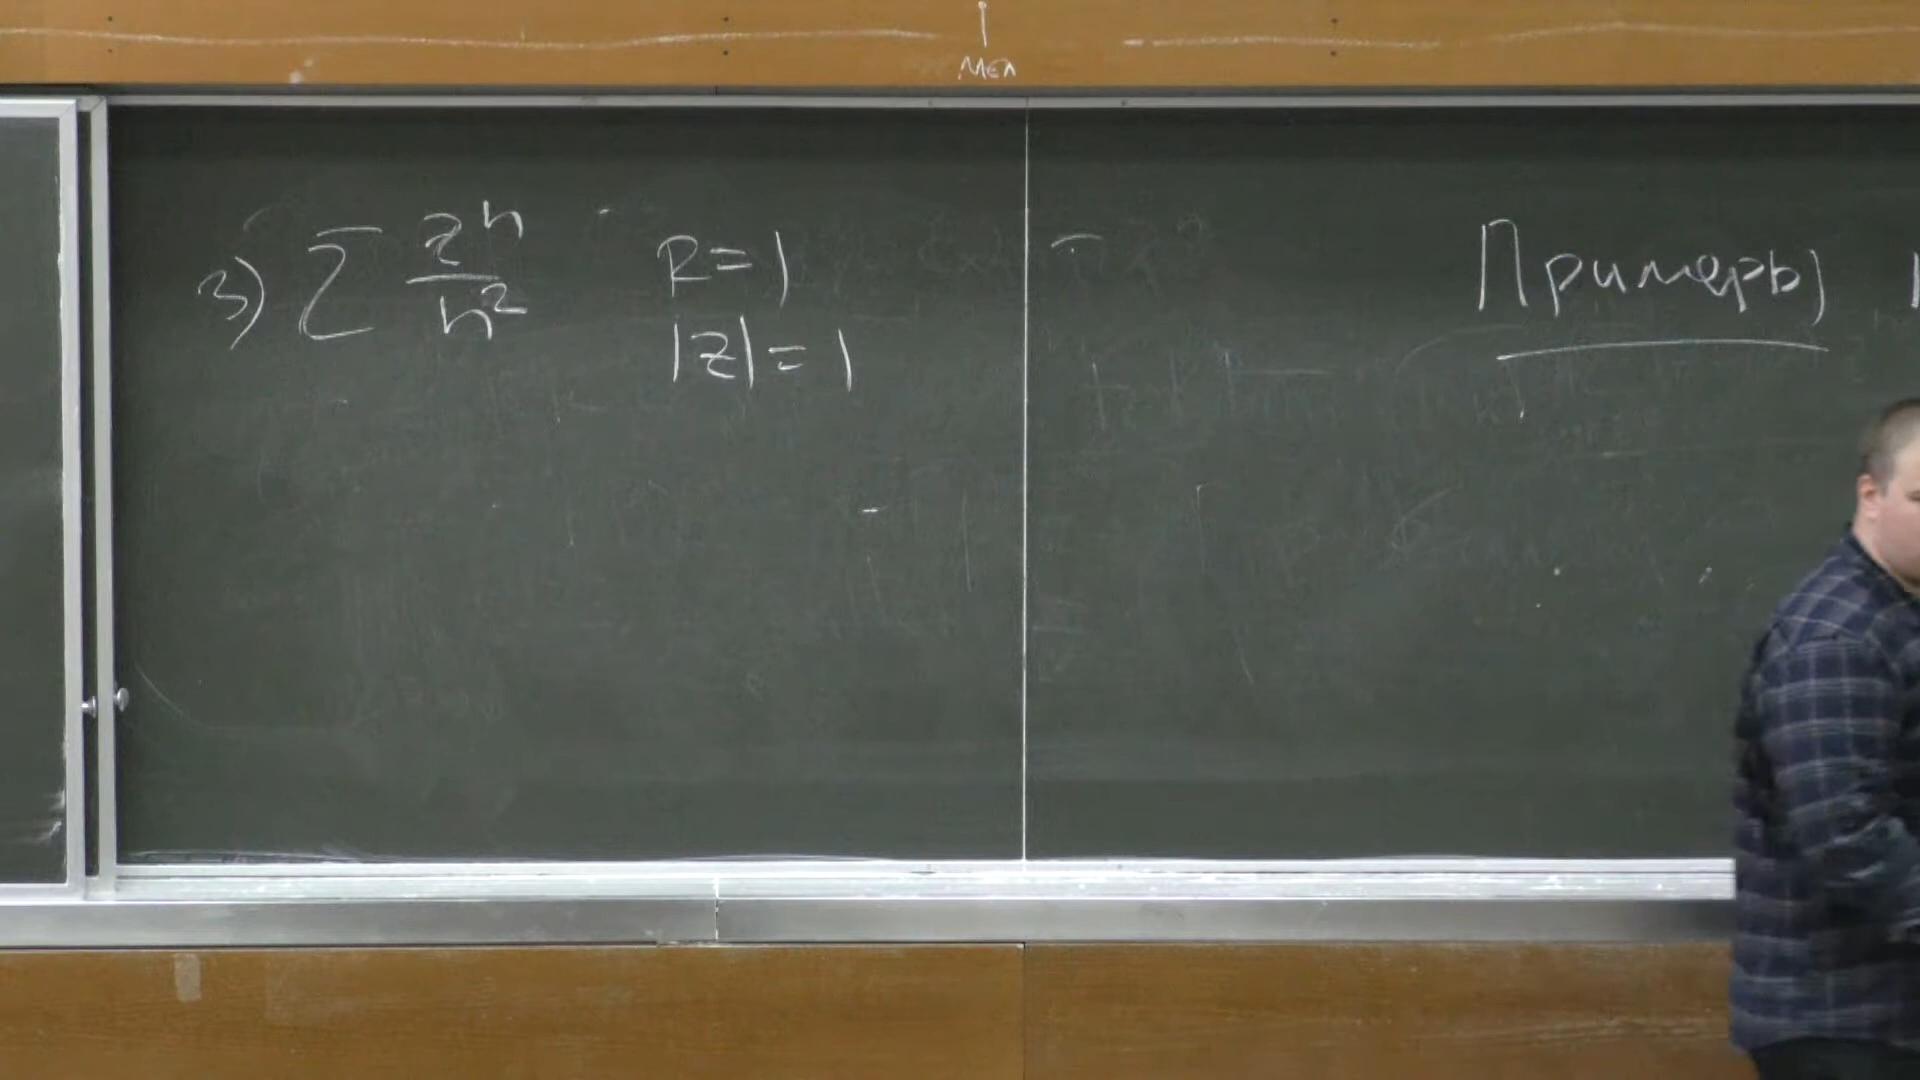 мел
3) Σ z^n / n^2 R = 1
|z| = 1
Примеры